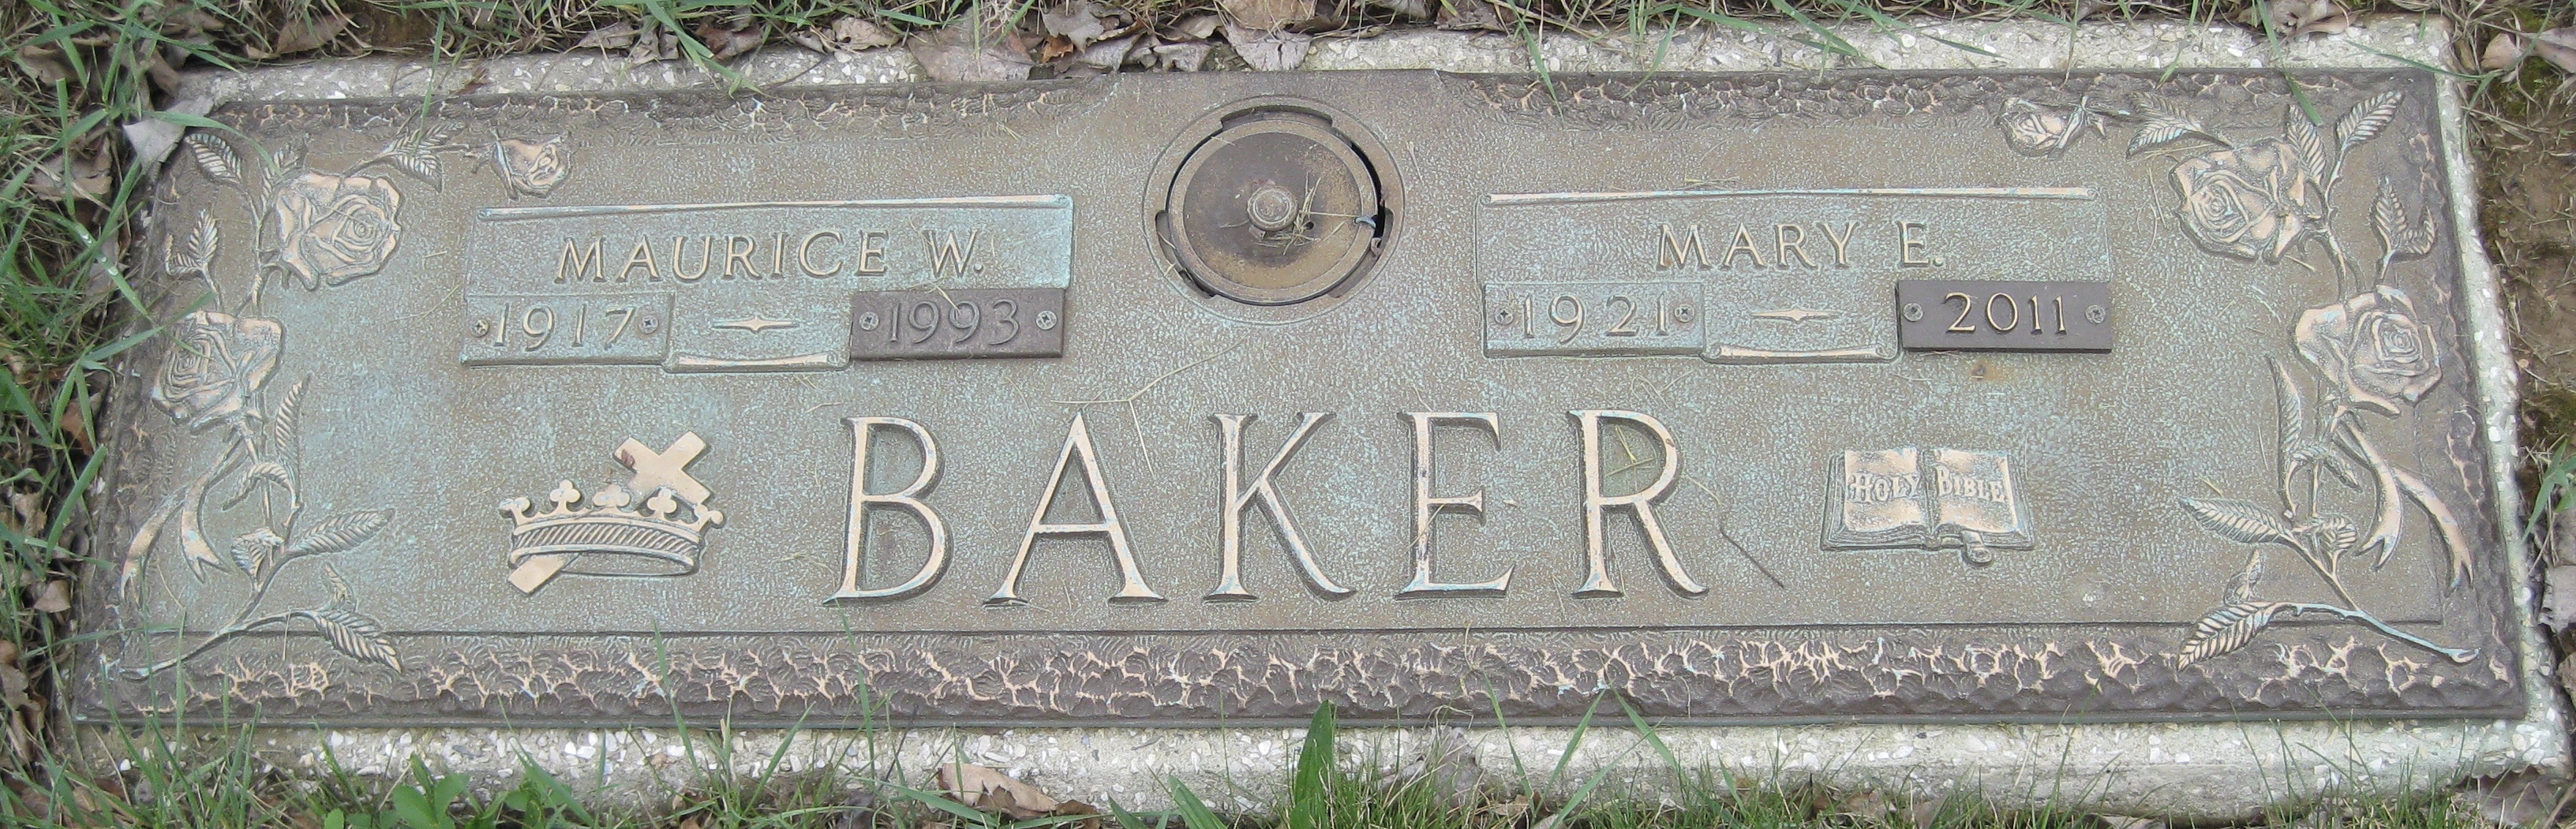 MAURICE W.
1917 - 1993
MARY E.
1921 - 2011
BAKER
HOLY BIBLE